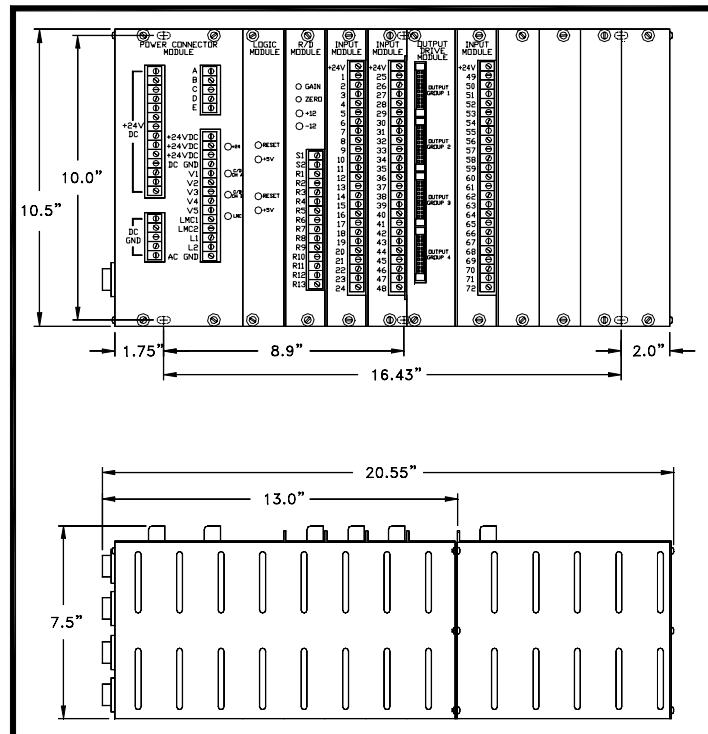 POWER CONNECTOR
MODULE
LOGIC
MODULE
R/D
MODULE
INPUT
MODULE
INPUT
MODULE
OUTPUT
DRIVE
MODULE
INPUT
MODULE
A
B
C
D
E
+24V
DC
+24VDC
+24VDC
+24VDC
DC GND
V1
V2
V3
V4
V5
LMC1
LMC2
L1
L2
AC GND
DC
GND
RESET
+5V
RESET
+5V
GAIN
ZERO
+12
-12
S1
S2
R1
R2
R3
R4
R5
R6
R7
R8
R9
R10
R11
R12
R13
+24V
1
2
3
4
5
6
7
8
9
10
11
12
13
14
15
16
17
18
19
20
21
22
23
24
+24V
25
26
27
28
29
30
31
32
33
34
35
36
37
38
39
40
41
42
43
44
45
46
47
48
OUTPUT
GROUP 1
OUTPUT
GROUP 2
OUTPUT
GROUP 3
OUTPUT
GROUP 4
+24V
49
50
51
52
53
54
55
56
57
58
59
60
61
62
63
64
65
66
67
68
69
70
71
72
10.0”
10.5”
1.75”
8.9”
2.0”
16.43”
20.55”
13.0”
7.5”